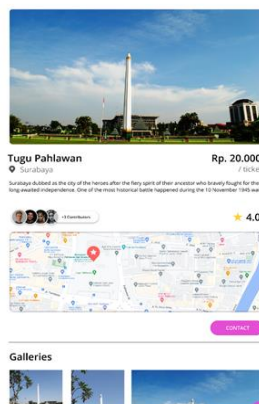 Tugu Pahlawan
Rp. 20.000
Surabaya
/ ticke
Surabaya dubbed as the city of the heroes after the fiery spirit of their ancestor who bravely fought for the
long awaited independence. One of the most historical battle happened during the 10 November 1945 wa
+3 Contributors
4.0
CONTACT
Galleries